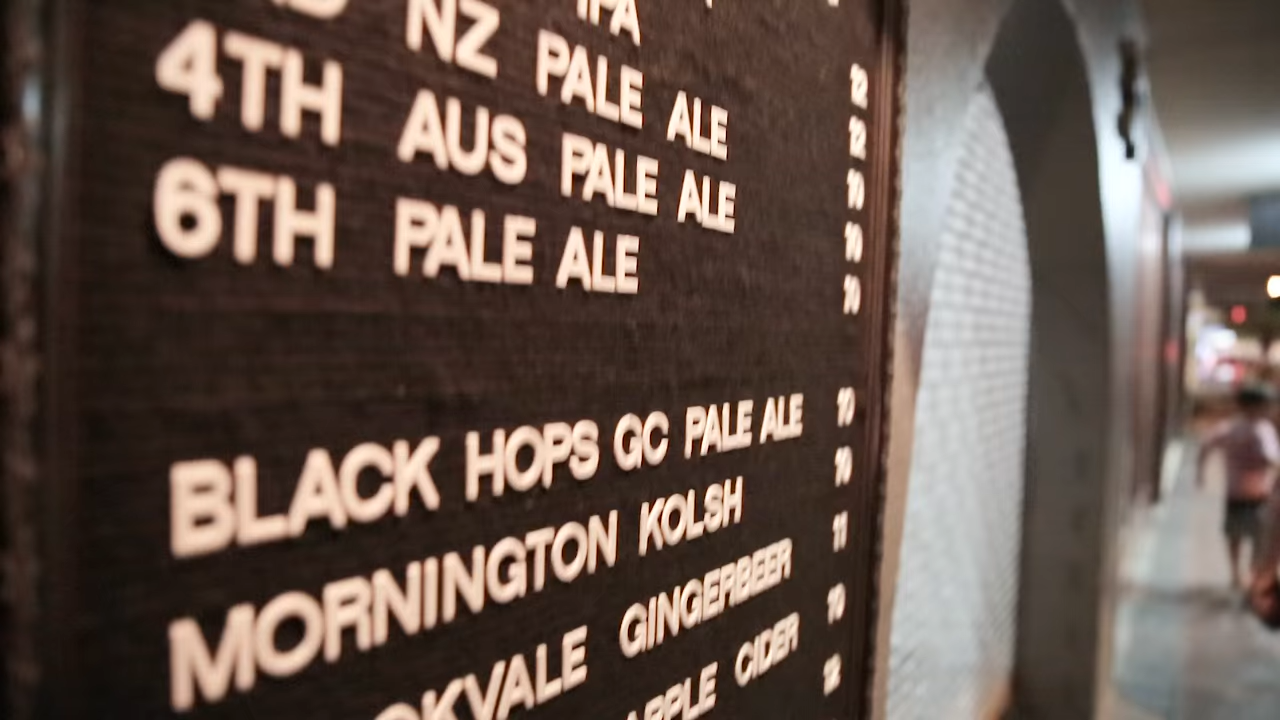 12
IPA 12
NZ PALE ALE 10
4TH AUS PALE ALE 10
6TH PALE ALE 10
BLACK HOPS GC PALE ALE 10
MORNINGTON KOLSH 10
GINGERBEER 11
CIDER 10
12